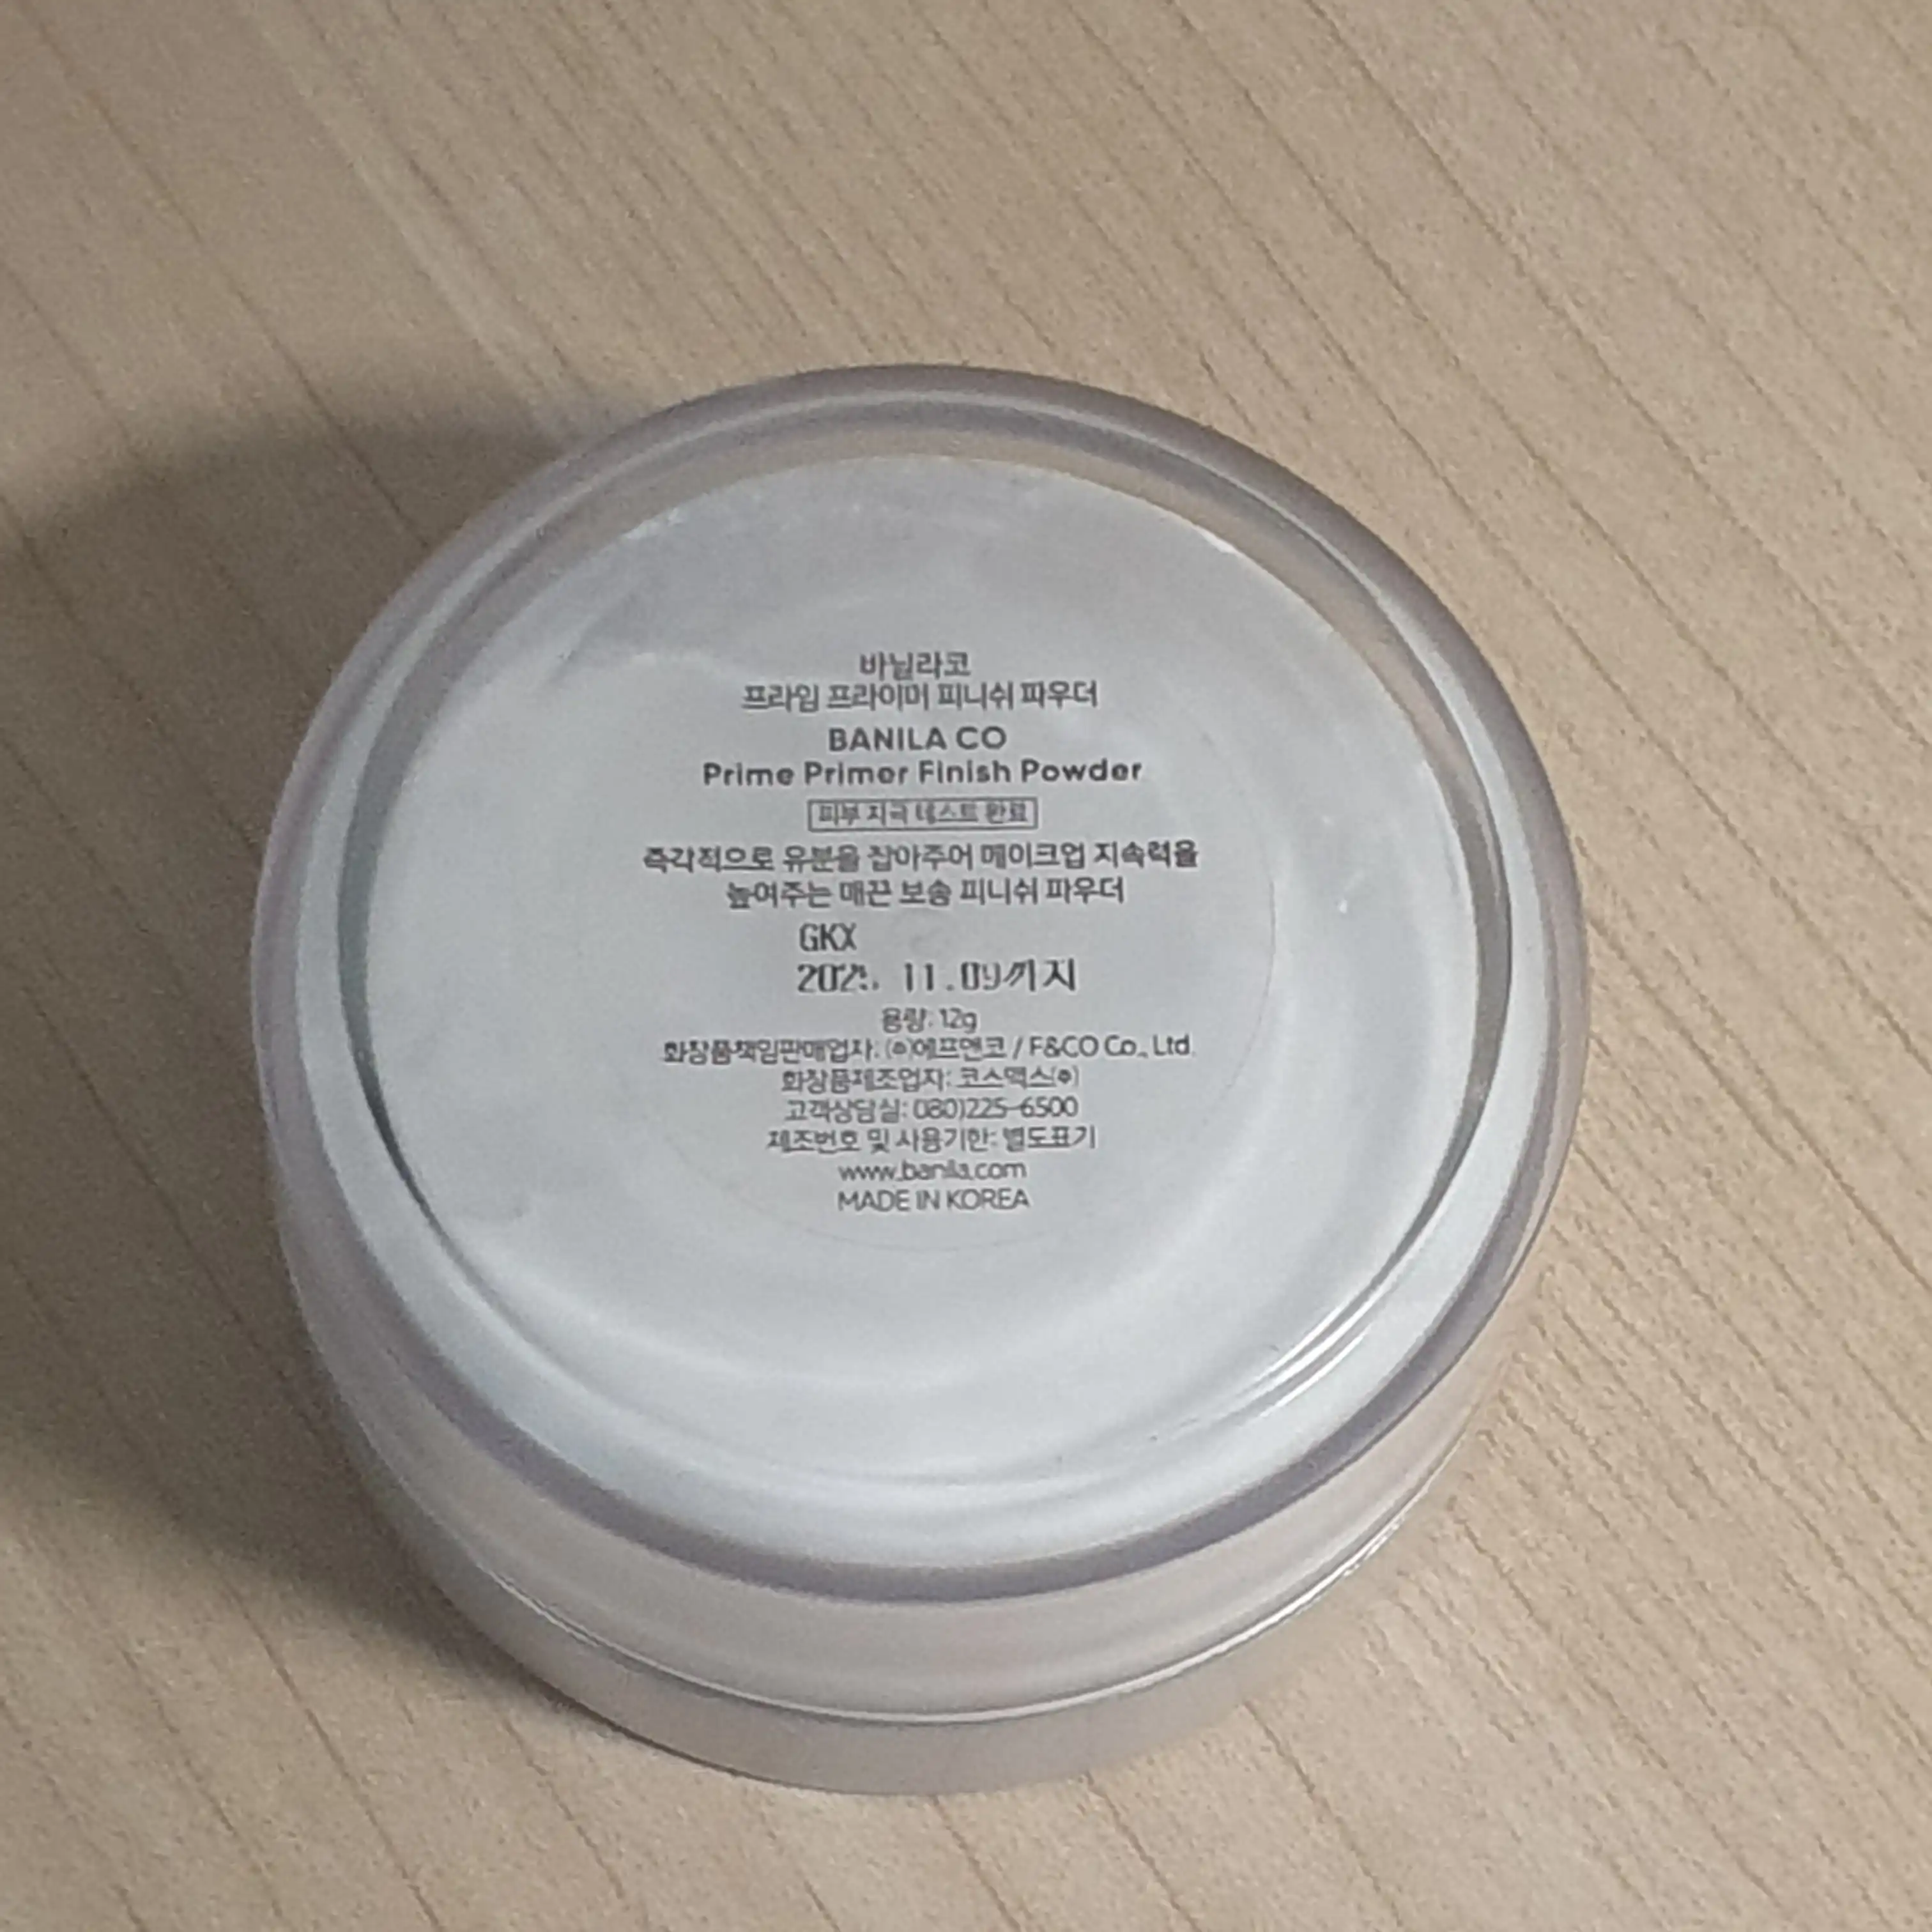 바닐라코
프라임 프라이머 피니쉬 파우더
BANILA CO
Prime Primer Finish Powder
피부 자극 테스트 완료
즉각적으로 유분을 잡아주어 메이크업 지속력을
높여주는 매끈 보송 피니쉬 파우더
GKX
2025. 11.09까지
용량: 12g
화장품책임판매업자: (주)에프앤코 / F&CO Co., Ltd.
화장품제조업자: 코스맥스(주)
고객상담실: 080)225-6500
제조번호 및 사용기한: 별도표기
www.banila.com
MADE IN KOREA